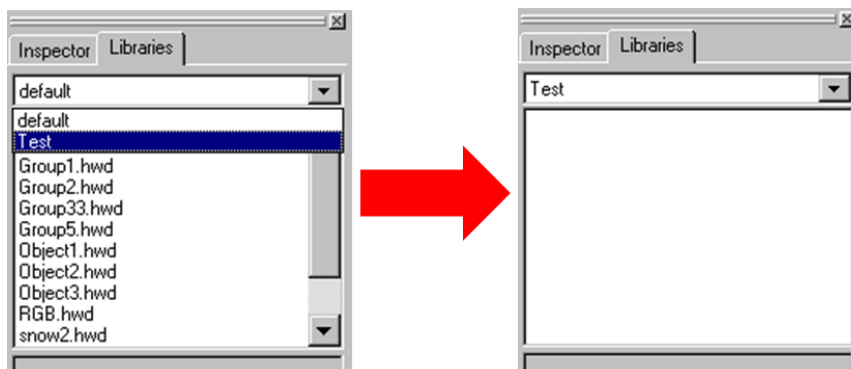 Inspector Libraries
default
default
Test
Group1.hwd
Group2.hwd
Group33.hwd
Group5.hwd
Object1.hwd
Object2.hwd
Object3.hwd
RGB.hwd
snow2.hwd
Inspector Libraries
Test